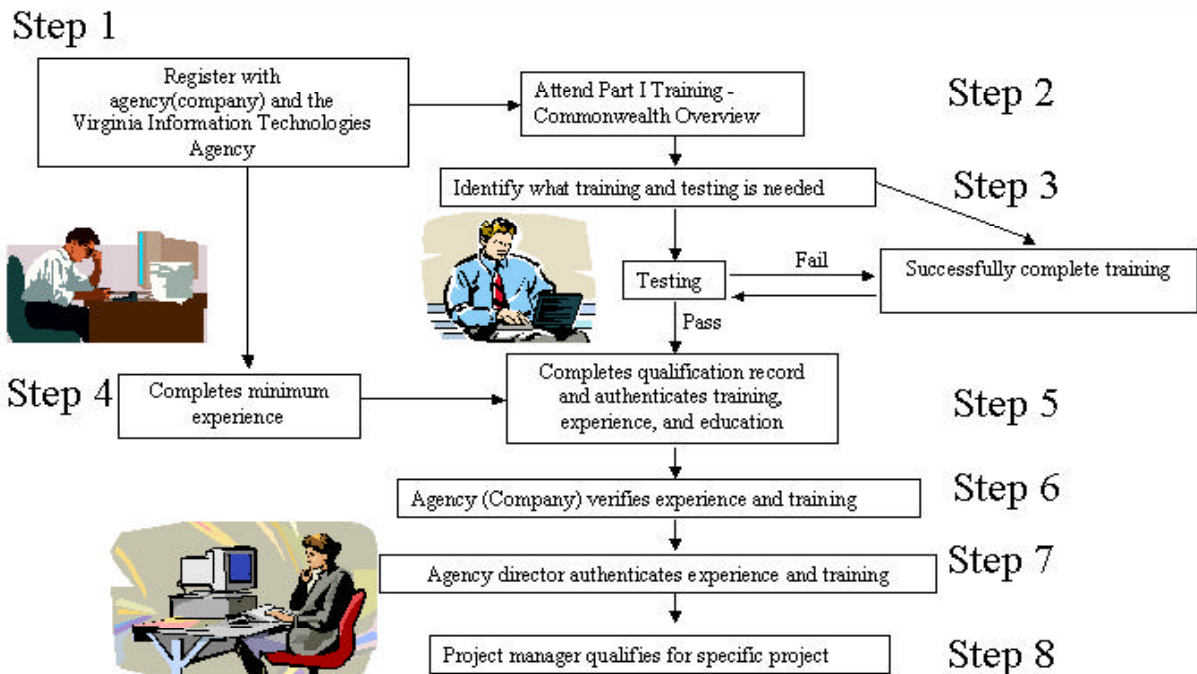 Step 1
Register with
agency(company) and the
Virginia Information Technologies
Agency
Attend Part I Training -
Commonwealth Overview
Step 2
Identify what training and testing is needed
Step 3
Testing
Fail
Successfully complete training
Pass
Step 4
Completes minimum
experience
Completes qualification record
and authenticates training,
experience, and education
Step 5
Agency (Company) verifies experience and training
Step 6
Agency director authenticates experience and training
Step 7
Project manager qualifies for specific project
Step 8